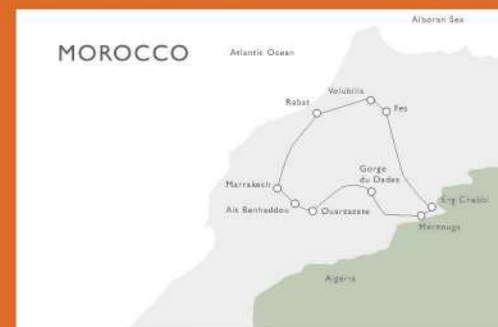 Alboran Sea
MOROCCO
Atlantic Ocean
Volubilis
Rabat
Fes
Gorge
du Dades
Marrakech
Erg Chebbi
Ait Benhaddou
Ouarzazate
Merzouga
Algeria